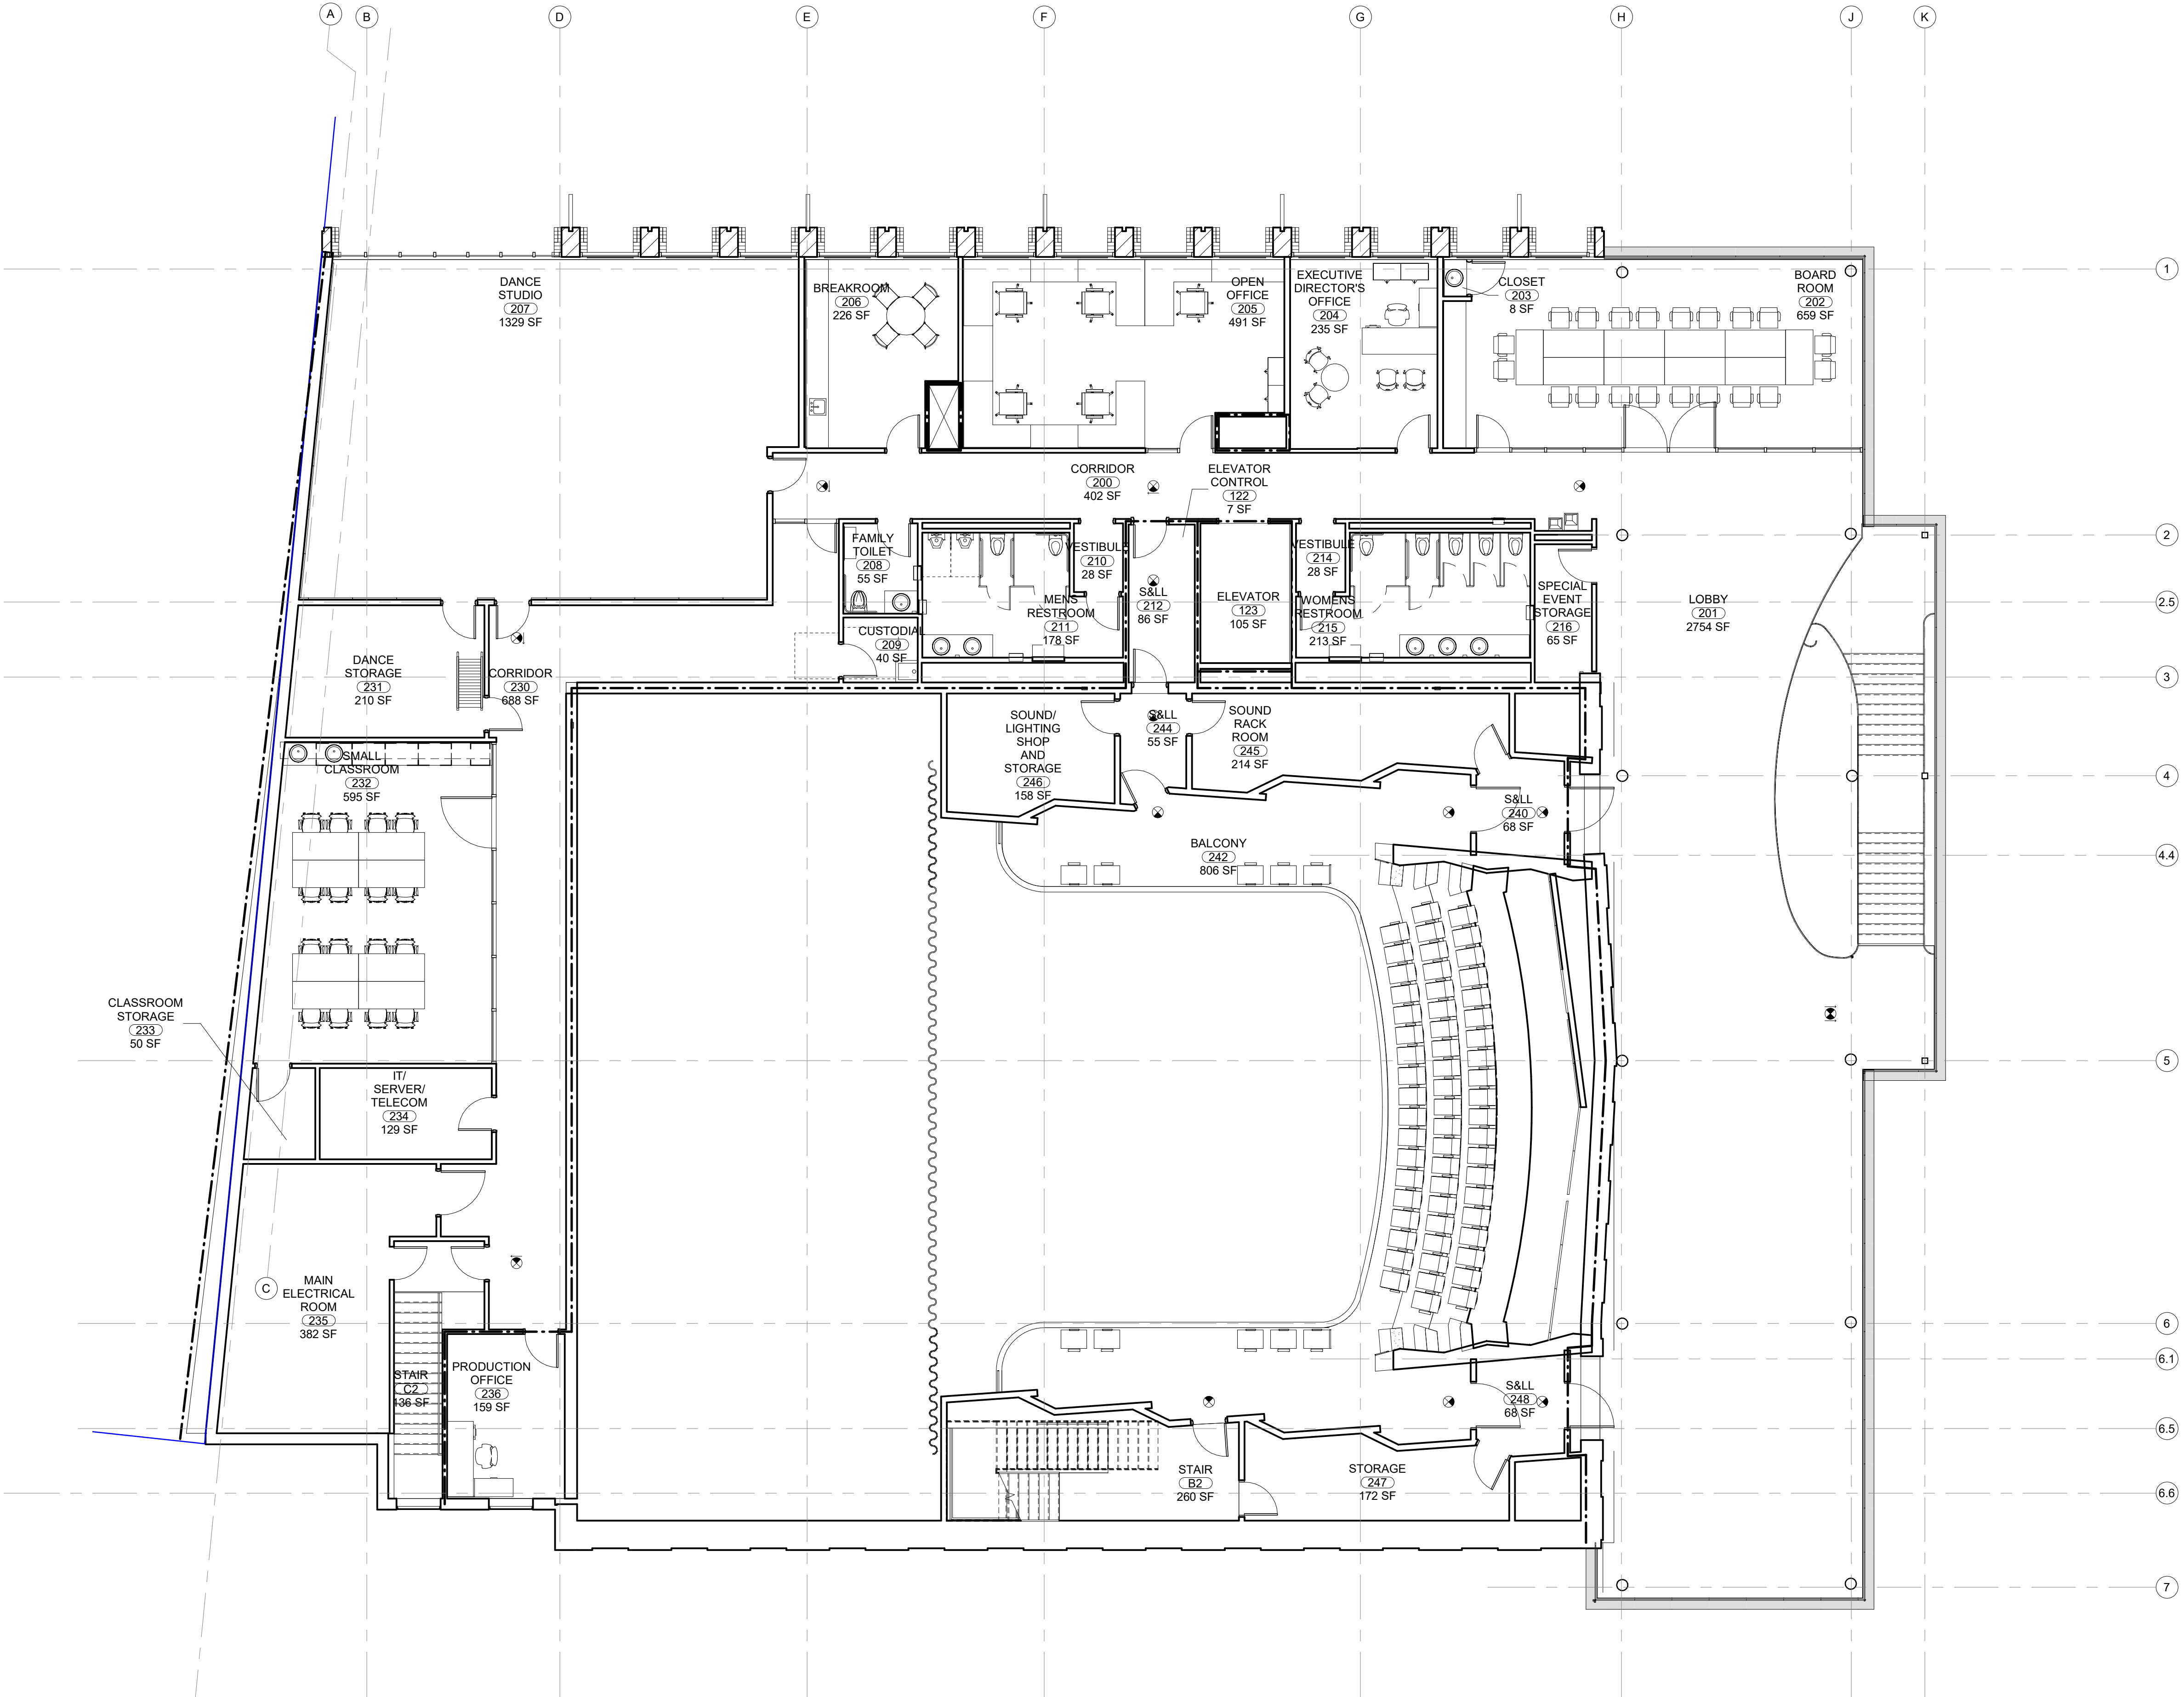 A
B
D
E
F
G
H
J
K
DANCE
STUDIO
207
1329 SF
BREAKROOM
206
226 SF
OPEN
OFFICE
205
491 SF
EXECUTIVE
DIRECTOR'S
OFFICE
204
235 SF
CLOSET
203
8 SF
BOARD
ROOM
202
659 SF
1
CORRIDOR
200
402 SF
ELEVATOR
CONTROL
122
7 SF
FAMILY
TOILET
208
55 SF
VESTIBULE
210
28 SF
VESTIBULE
214
28 SF
2
MENS
RESTROOM
211
178 SF
S&LL
212
86 SF
ELEVATOR
123
105 SF
WOMENS
RESTROOM
215
213 SF
SPECIAL
EVENT
STORAGE
216
65 SF
LOBBY
201
2754 SF
2.5
CUSTODIAL
209
40 SF
DANCE
STORAGE
231
210 SF
CORRIDOR
230
688 SF
3
SOUND/
LIGHTING
SHOP
AND
STORAGE
246
158 SF
S&LL
244
55 SF
SOUND
RACK
ROOM
245
214 SF
SMALL
CLASSROOM
232
595 SF
4
S&LL
240
68 SF
BALCONY
242
806 SF
4.4
CLASSROOM
STORAGE
233
50 SF
5
IT/
SERVER/
TELECOM
234
129 SF
C
MAIN
ELECTRICAL
ROOM
235
382 SF
6
6.1
STAIR
C2
136 SF
PRODUCTION
OFFICE
236
159 SF
S&LL
248
68 SF
6.5
STAIR
B2
260 SF
STORAGE
247
172 SF
6.6
7